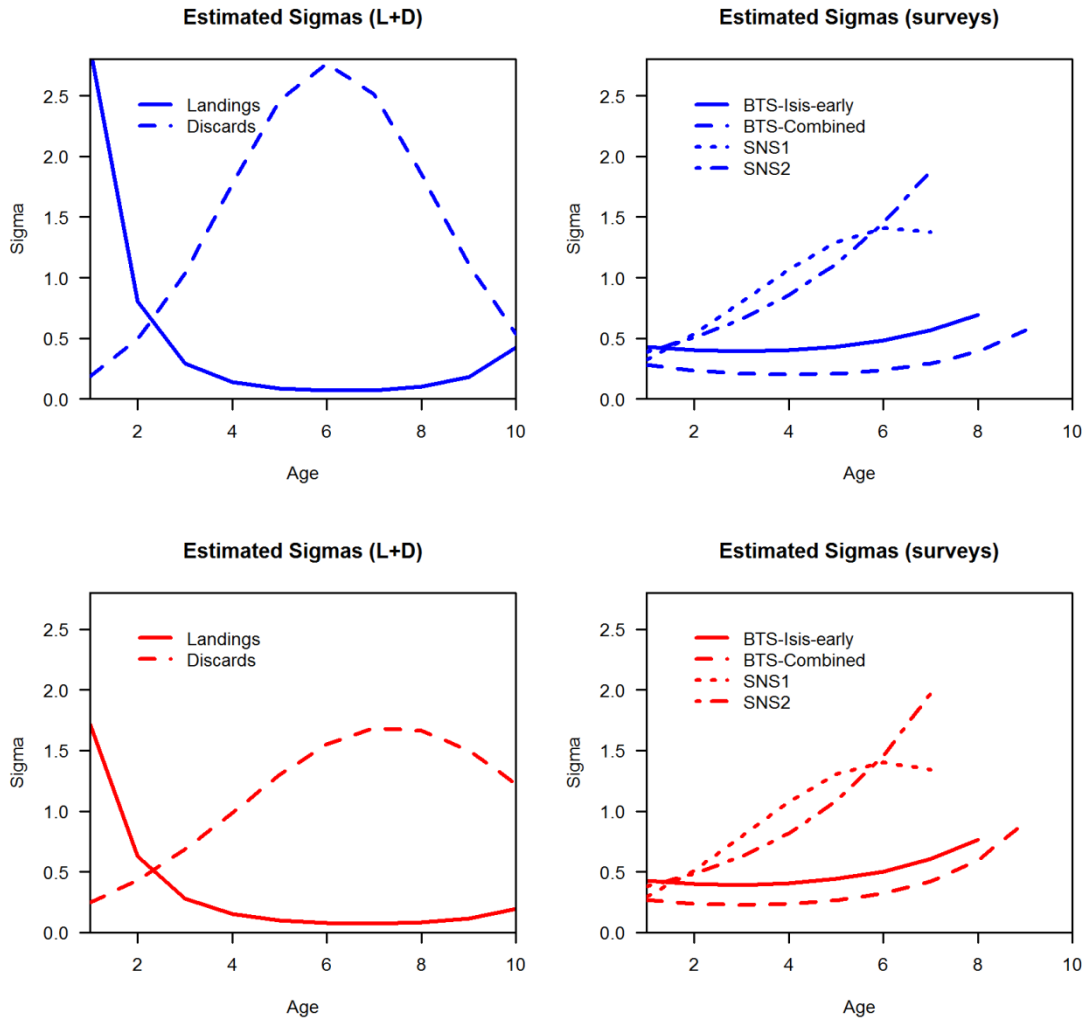 Estimated Sigmas (L+D)
Sigma
2.5
2.0
1.5
1.0
0.5
0.0
Landings
Discards
2 4 6 8 10
Age
Estimated Sigmas (surveys)
Sigma
2.5
2.0
1.5
1.0
0.5
0.0
BTS-Isis-early
BTS-Combined
SNS1
SNS2
2 4 6 8 10
Age
Estimated Sigmas (L+D)
Sigma
2.5
2.0
1.5
1.0
0.5
0.0
Landings
Discards
2 4 6 8 10
Age
Estimated Sigmas (surveys)
Sigma
2.5
2.0
1.5
1.0
0.5
0.0
BTS-Isis-early
BTS-Combined
SNS1
SNS2
2 4 6 8 10
Age